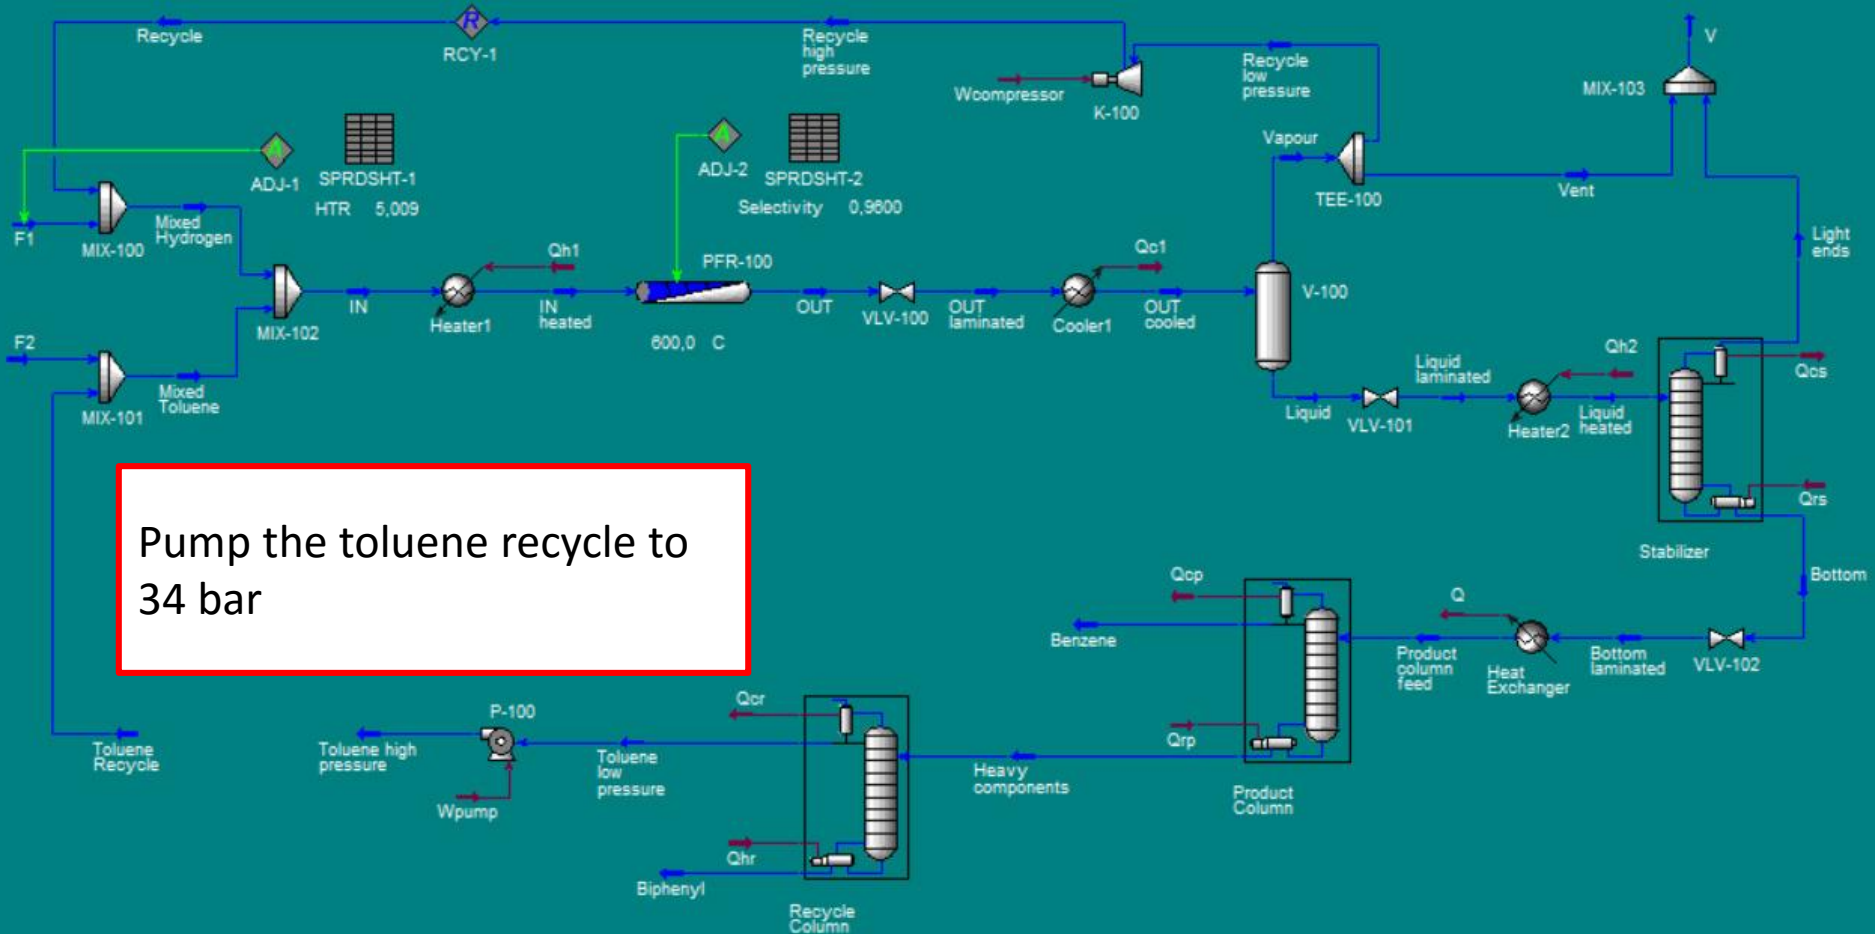 Recycle
RCY-1
Recycle
high
pressure
Wcompressor
K-100
Recycle
low
pressure
MIX-103
V
ADJ-1
SPRDSHT-1
HTR 5,009
ADJ-2
SPRDSHT-2
Selectivity 0,9600
Vapour
TEE-100
Vent
F1
MIX-100
Mixed
Hydrogen
Qh1
PFR-100
Qc1
V-100
Light
ends
MIX-102
IN
Heater1
IN
heated
600,0 C
OUT
VLV-100
OUT
laminated
Cooler1
OUT
cooled
F2
MIX-101
Mixed
Toluene
Liquid
VLV-101
Liquid
laminated
Qh2
Heater2
Liquid
heated
Qcs
Qrs
Stabilizer
Bottom
Pump the toluene recycle to
34 bar
Qcp
Benzene
Qrp
Product
Column
Product
column
feed
Q
Heat
Exchanger
Bottom
laminated
VLV-102
Toluene
Recycle
Toluene high
pressure
P-100
Wpump
Toluene
low
pressure
Qcr
Qhr
Biphenyl
Recycle
Column
Heavy
components
R
A
A